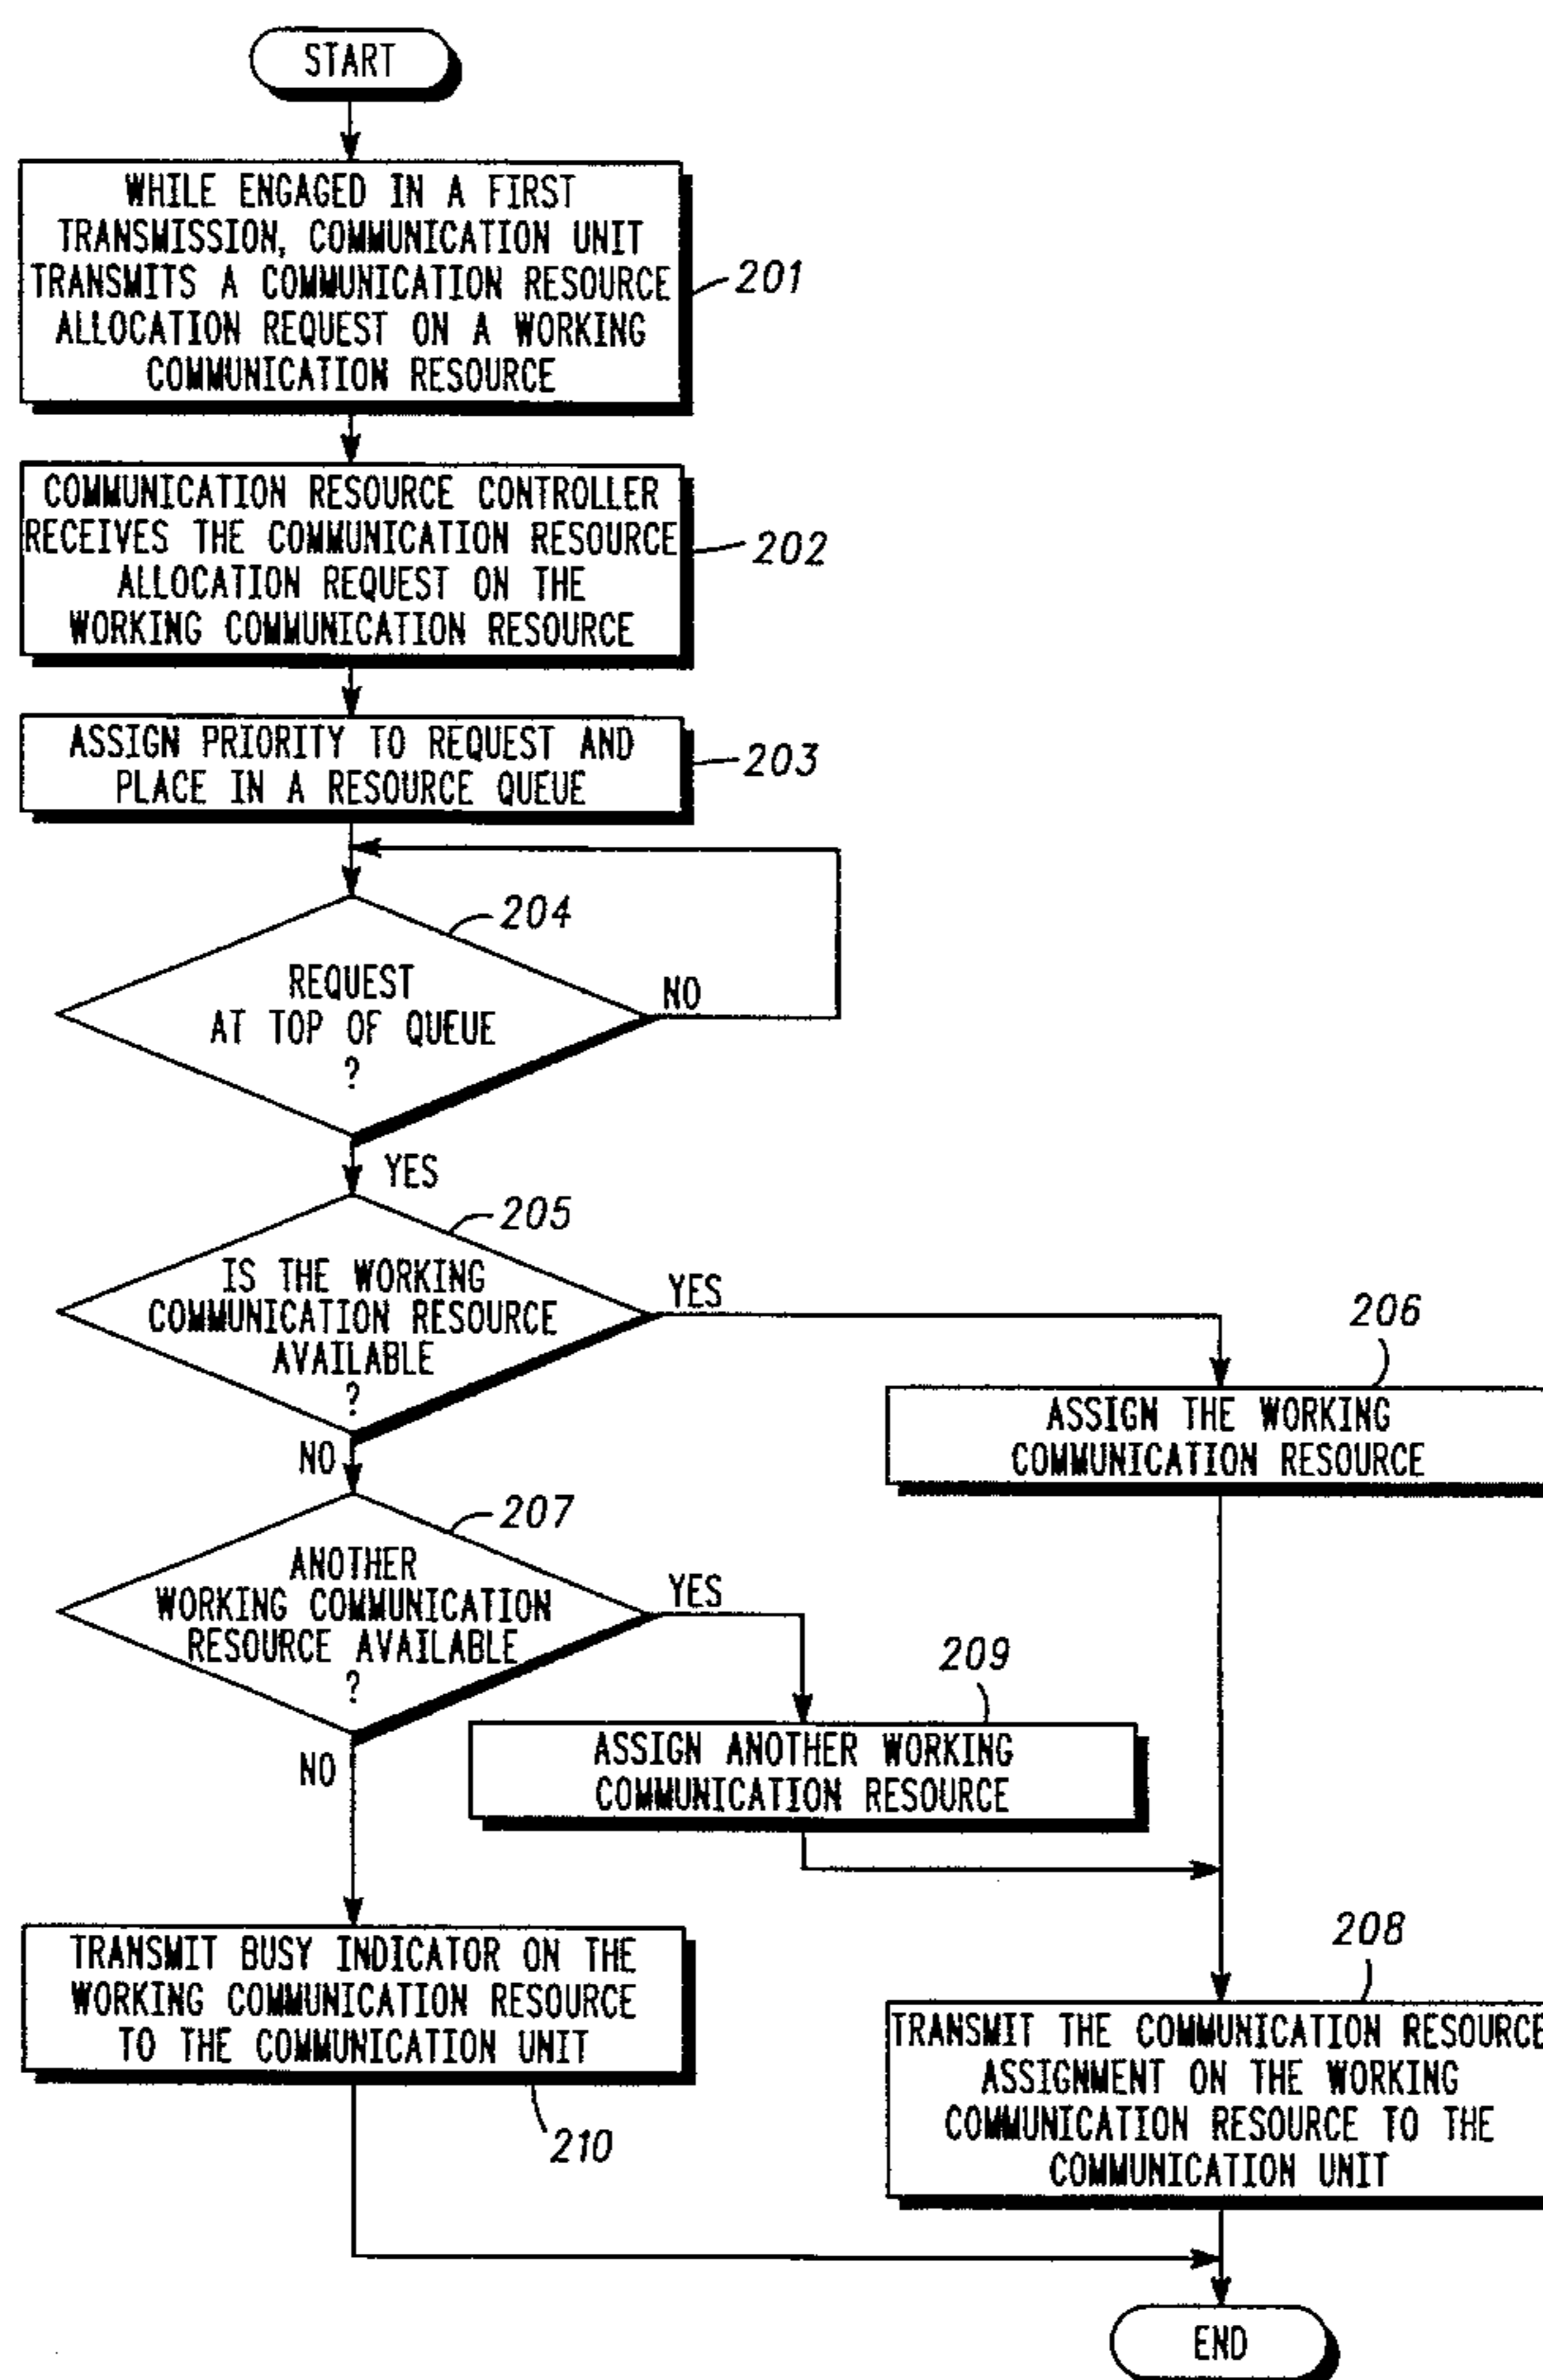 START
WHILE ENGAGED IN A FIRST
TRANSMISSION, COMMUNICATION UNIT
TRANSMITS A COMMUNICATION RESOURCE
ALLOCATION REQUEST ON A WORKING
COMMUNICATION RESOURCE
201
COMMUNICATION RESOURCE CONTROLLER
RECEIVES THE COMMUNICATION RESOURCE
ALLOCATION REQUEST ON THE
WORKING COMMUNICATION RESOURCE
202
ASSIGN PRIORITY TO REQUEST AND
PLACE IN A RESOURCE QUEUE
203
204
REQUEST
AT TOP OF QUEUE
?
NO
YES
205
IS THE WORKING
COMMUNICATION RESOURCE
AVAILABLE
?
YES
NO
206
ASSIGN THE WORKING
COMMUNICATION RESOURCE
207
ANOTHER
WORKING COMMUNICATION
RESOURCE AVAILABLE
?
YES
NO
209
ASSIGN ANOTHER WORKING
COMMUNICATION RESOURCE
TRANSMIT BUSY INDICATOR ON THE
WORKING COMMUNICATION RESOURCE
TO THE COMMUNICATION UNIT
210
208
TRANSMIT THE COMMUNICATION RESOURCE
ASSIGNMENT ON THE WORKING
COMMUNICATION RESOURCE TO THE
COMMUNICATION UNIT
END